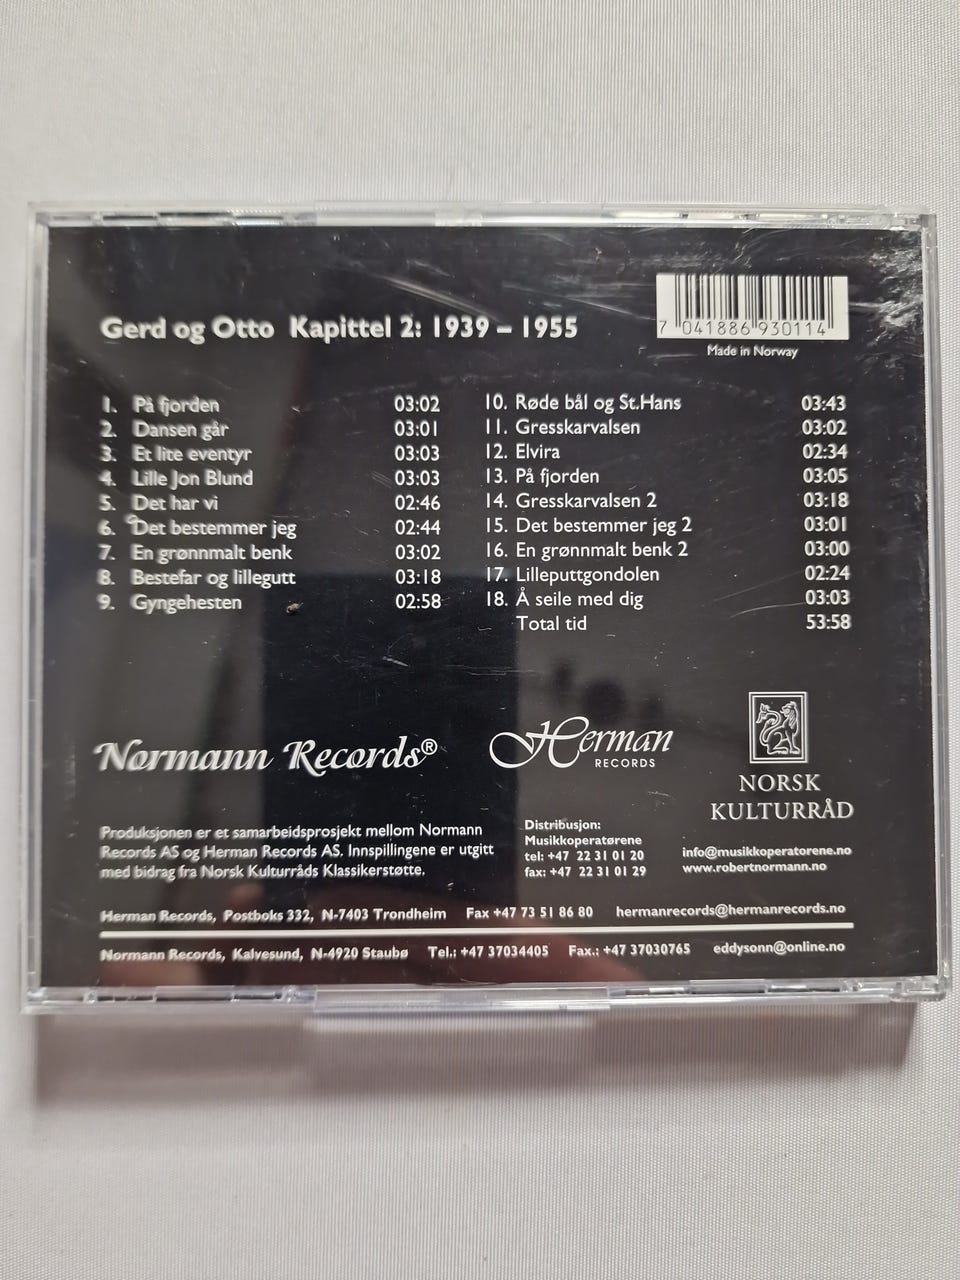 Gerd og Otto Kapittel 2: 1939 – 1955
7 041886 930114
Made in Norway
1. På fjorden 03:02
2. Dansen går 03:01
3. Et lite eventyr 03:03
4. Lille Jon Blund 03:03
5. Det har vi 02:46
6. Det bestemmer jeg 02:44
7. En grønnmalt benk 03:02
8. Bestefar og lillegutt 03:18
9. Gyngehesten 02:58
10. Røde bål og St.Hans 03:43
11. Gresskarvalsen 03:02
12. Elvira 02:34
13. På fjorden 03:05
14. Gresskarvalsen 2 03:18
15. Det bestemmer jeg 2 03:01
16. En grønnmalt benk 2 03:00
17. Lilleputtgondolen 02:24
18. Å seile med dig 03:03
Total tid 53:58
Normann Records®
Herman
RECORDS
NORSK
KULTURRÅD
Produksjonen er et samarbeidsprosjekt mellom Normann
Records AS og Herman Records AS. Innspillingene er utgitt
med bidrag fra Norsk Kulturråds Klassikerstøtte.
Distribusjon:
Musikkoperatørene
tel: +47 22 31 01 20
fax: +47 22 31 01 29
info@musikkoperatorene.no
www.robertnormann.no
Herman Records, Postboks 332, N-7403 Trondheim Fax +47 73 51 86 80 hermanrecords@hermanrecords.no
Normann Records, Kalvesund, N-4920 Staubø Tel.: +47 37034405 Fax.: +47 37030765 eddysonn@online.no